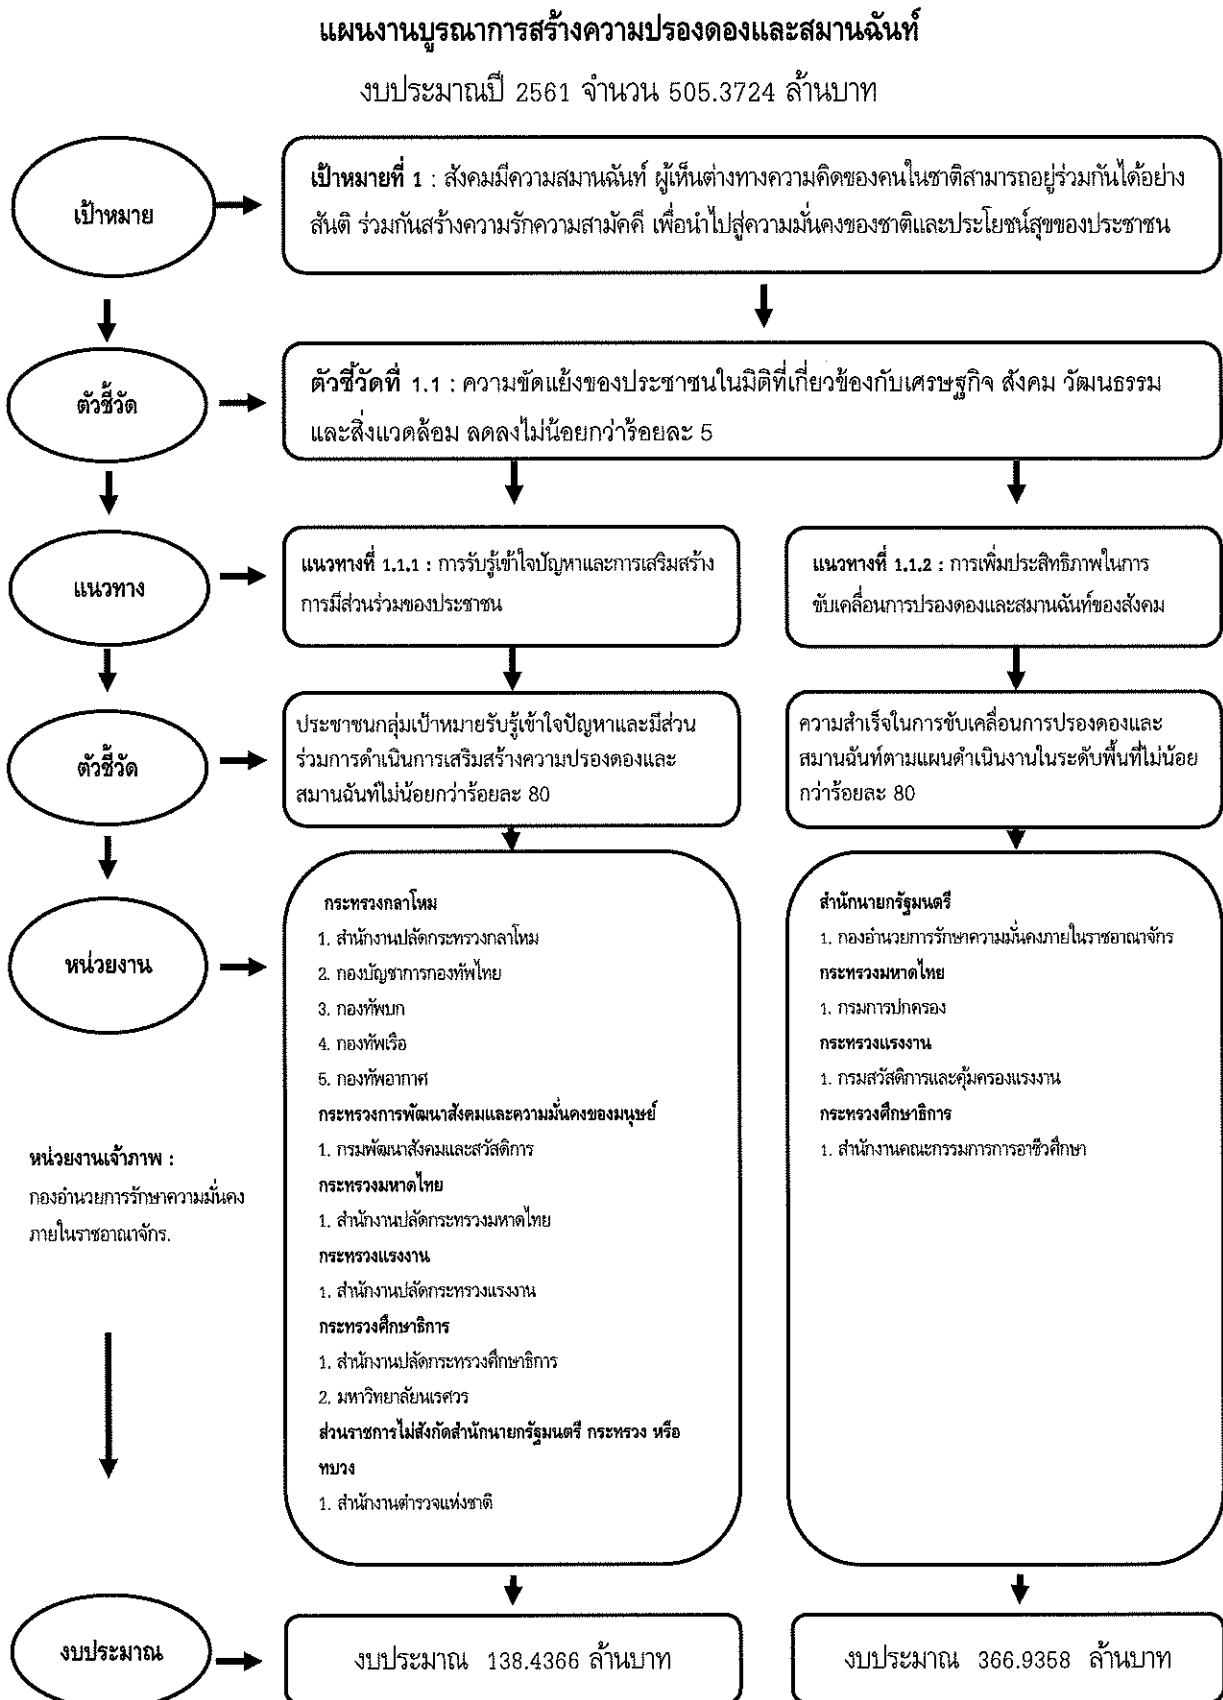 แผนงานบูรณาการสร้างความปรองดองและสมานฉันท์
งบประมาณปี 2561 จำนวน 505.3724 ล้านบาท
เป้าหมาย
เป้าหมายที่ 1 : สังคมมีความสมานฉันท์ ผู้เห็นต่างทางความคิดของคนในชาติสามารถอยู่ร่วมกันได้อย่าง
สันติ ร่วมกันสร้างความรักความสามัคคี เพื่อนำไปสู่ความมั่นคงของชาติและประโยชน์สุขของประชาชน
ตัวชี้วัด
ตัวชี้วัดที่ 1.1 : ความขัดแย้งของประชาชนในมิติที่เกี่ยวข้องกับเศรษฐกิจ สังคม วัฒนธรรม
และสิ่งแวดล้อม ลดลงไม่น้อยกว่าร้อยละ 5
แนวทาง
แนวทางที่ 1.1.1 : การรับรู้เข้าใจปัญหาและการเสริมสร้าง
การมีส่วนร่วมของประชาชน
แนวทางที่ 1.1.2 : การเพิ่มประสิทธิภาพในการ
ขับเคลื่อนการปรองดองและสมานฉันท์ของสังคม
ตัวชี้วัด
ประชาชนกลุ่มเป้าหมายรับรู้เข้าใจปัญหาและมีส่วน
ร่วมการดำเนินการเสริมสร้างความปรองดองและ
สมานฉันท์ไม่น้อยกว่าร้อยละ 80
ความสำเร็จในการขับเคลื่อนการปรองดองและ
สมานฉันท์ตามแผนดำเนินงานในระดับพื้นที่ไม่น้อย
กว่าร้อยละ 80
หน่วยงาน
กระทรวงกลาโหม
1. สำนักงานปลัดกระทรวงกลาโหม
2. กองบัญชาการกองทัพไทย
3. กองทัพบก
4. กองทัพเรือ
5. กองทัพอากาศ
กระทรวงการพัฒนาสังคมและความมั่นคงของมนุษย์
1. กรมพัฒนาสังคมและสวัสดิการ
กระทรวงมหาดไทย
1. สำนักงานปลัดกระทรวงมหาดไทย
กระทรวงแรงงาน
1. สำนักงานปลัดกระทรวงแรงงาน
กระทรวงศึกษาธิการ
1. สำนักงานปลัดกระทรวงศึกษาธิการ
2. มหาวิทยาลัยนเรศวร
ส่วนราชการไม่สังกัดสำนักนายกรัฐมนตรี กระทรวง หรือ
ทบวง
1. สำนักงานตำรวจแห่งชาติ
สำนักนายกรัฐมนตรี
1. กองอำนวยการรักษาความมั่นคงภายในราชอาณาจักร
กระทรวงมหาดไทย
1. กรมการปกครอง
กระทรวงแรงงาน
1. กรมสวัสดิการและคุ้มครองแรงงาน
กระทรวงศึกษาธิการ
1. สำนักงานคณะกรรมการการอาชีวศึกษา
หน่วยงานเจ้าภาพ :
กองอำนวยการรักษาความมั่นคง
ภายในราชอาณาจักร.
งบประมาณ
งบประมาณ 138.4366 ล้านบาท
งบประมาณ 366.9358 ล้านบาท